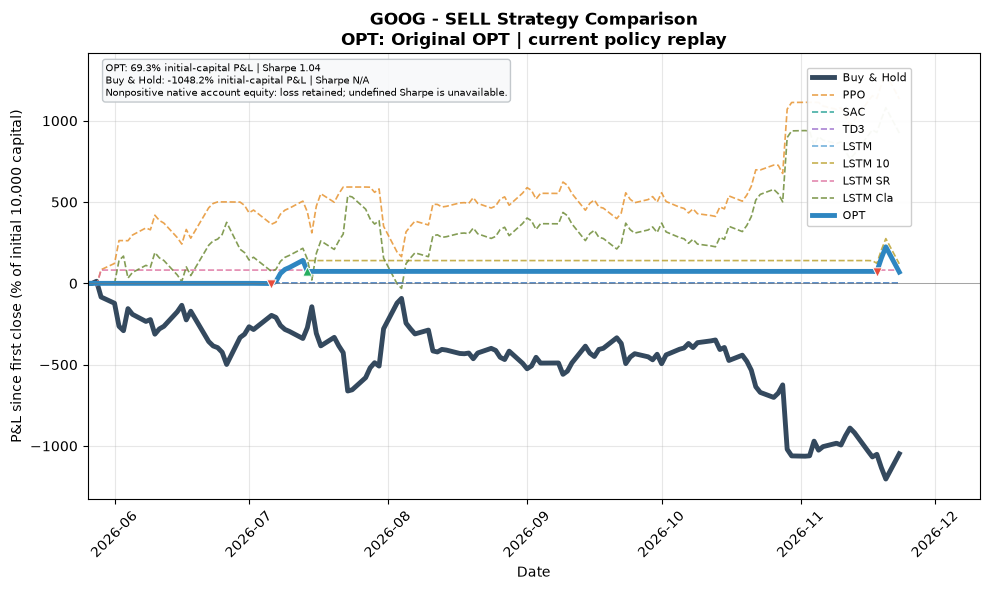 GOOG - SELL Strategy Comparison
OPT: Original OPT | current policy replay
OPT: 69.3% initial-capital P&L | Sharpe 1.04
Buy & Hold: -1048.2% initial-capital P&L | Sharpe N/A
Nonpositive native account equity: loss retained; undefined Sharpe is unavailable.
Buy & Hold
PPO
SAC
TD3
LSTM
LSTM 10
LSTM SR
LSTM Cla
OPT
P&L since first close (% of initial 10,000 capital)
1000
500
0
−500
−1000
2026-06
2026-07
2026-08
2026-09
2026-10
2026-11
2026-12
Date